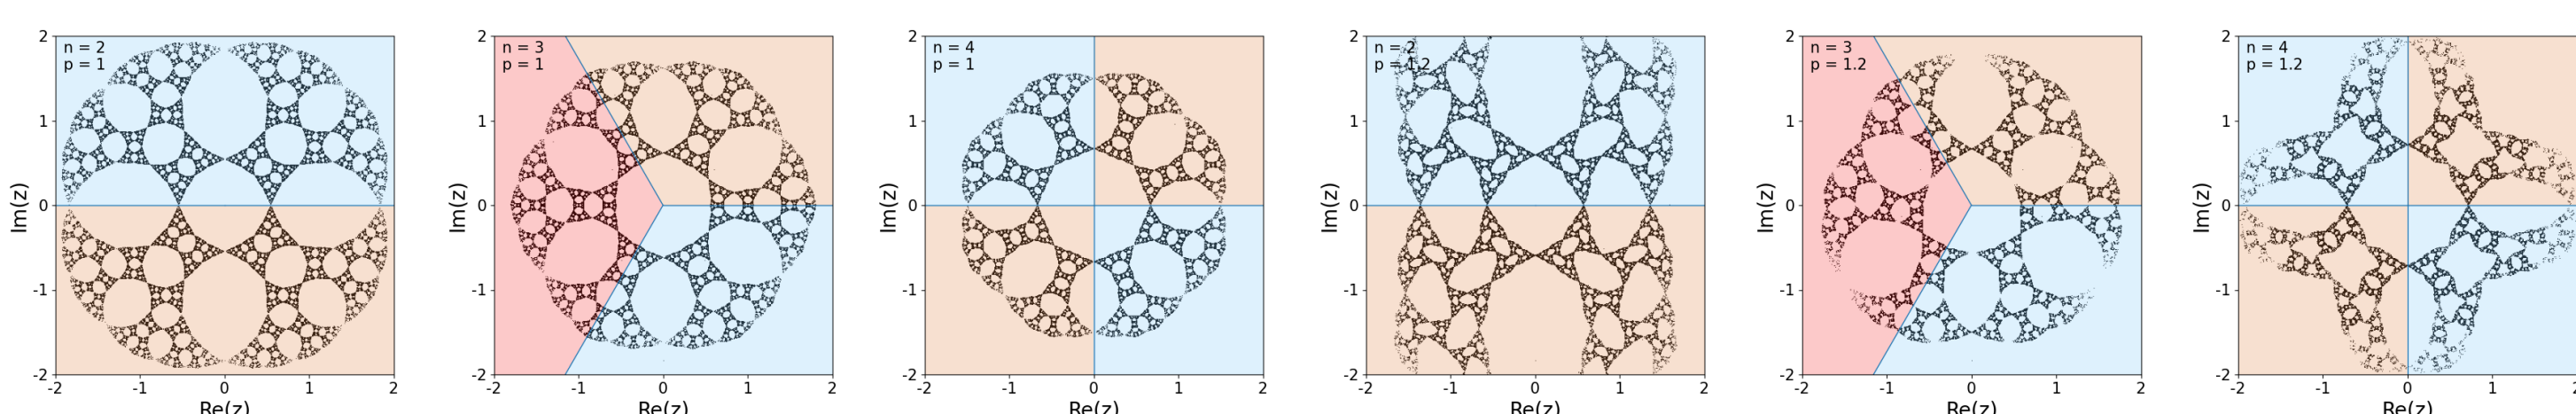 n = 2
p = 1
2
1
0
-1
-2
Im(z)
-2 -1 0 1 2
Re(z)
n = 3
p = 1
2
1
0
-1
-2
Im(z)
-2 -1 0 1 2
Re(z)
n = 4
p = 1
2
1
0
-1
-2
Im(z)
-2 -1 0 1 2
Re(z)
n = 2
p = 1.2
2
1
0
-1
-2
Im(z)
-2 -1 0 1 2
Re(z)
n = 3
p = 1.2
2
1
0
-1
-2
Im(z)
-2 -1 0 1 2
Re(z)
n = 4
p = 1.2
2
1
0
-1
-2
Im(z)
-2 -1 0 1
Re(z)